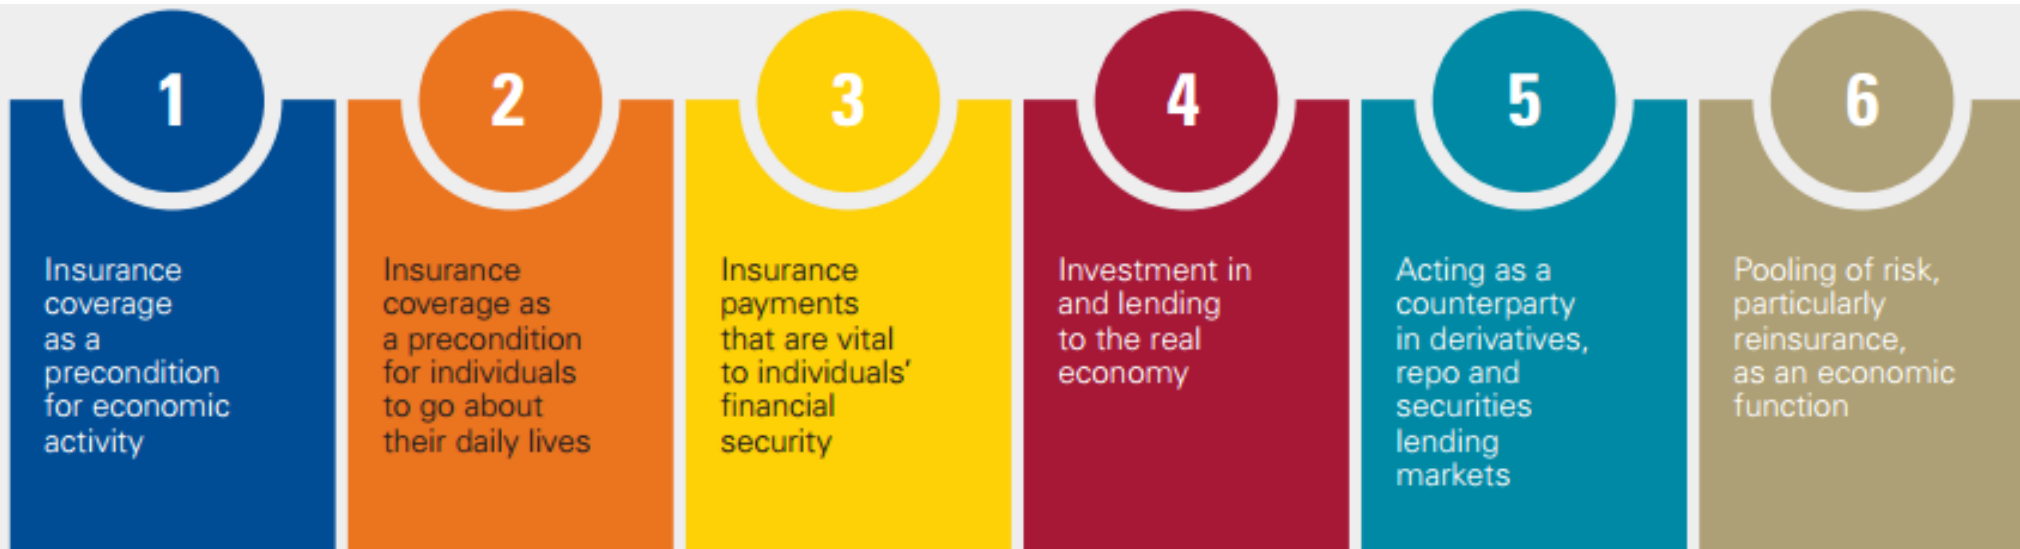 1
Insurance
coverage
as a
precondition
for economic
activity
2
Insurance
coverage as
a precondition
for individuals
to go about
their daily lives
3
Insurance
payments
that are vital
to individuals’
financial
security
4
Investment in
and lending
to the real
economy
5
Acting as a
counterparty
in derivatives,
repo and
securities
lending
markets
6
Pooling of risk,
particularly
reinsurance,
as an economic
function